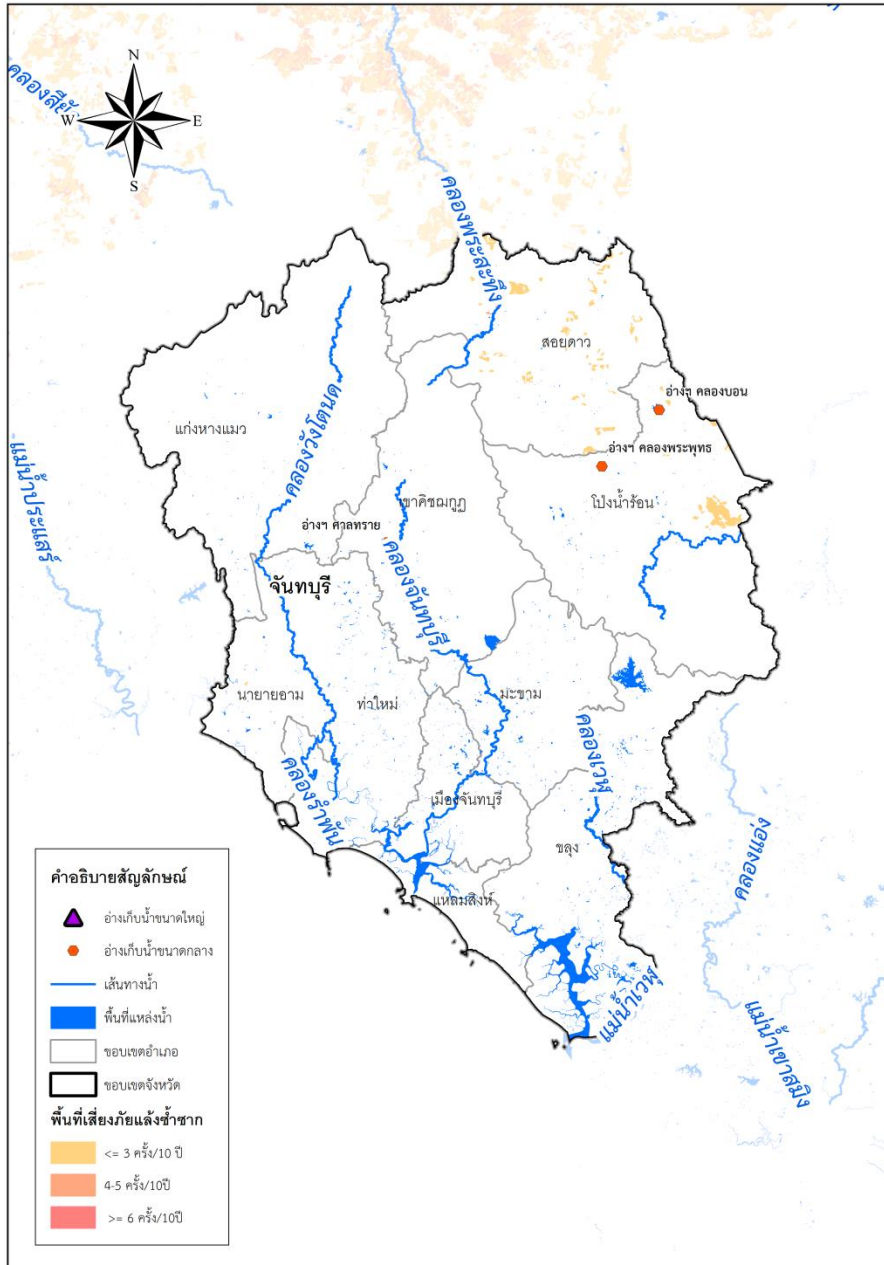 N
W
E
S
คลองสียัด
คลองพระสะทึง
สอยดาว
อ่างฯ คลองบอน
แก่งหางแมว
คลองวังโตนด
อ่างฯ คลองพระพุทธ
แม่น้ำประแสร์
เขาคิชฌกูฏ
โป่งน้ำร้อน
อ่างฯ ศาลทราย
คลองจันทบุรี
จันทบุรี
นายายอาม
ท่าใหม่
มะขาม
คลองเวฬุ
คลองรำพัน
เมืองจันทบุรี
ขลุง
คลองแอ่ง
แหลมสิงห์
แม่น้ำเวฬุ
แม่น้ำเขาสมิง
คำอธิบายสัญลักษณ์
อ่างเก็บน้ำขนาดใหญ่
อ่างเก็บน้ำขนาดกลาง
เส้นทางน้ำ
พื้นที่แหล่งน้ำ
ขอบเขตอำเภอ
ขอบเขตจังหวัด
พื้นที่เสี่ยงภัยแล้งซ้ำซาก
<= 3 ครั้ง/10 ปี
4-5 ครั้ง/10ปี
>= 6 ครั้ง/10ปี